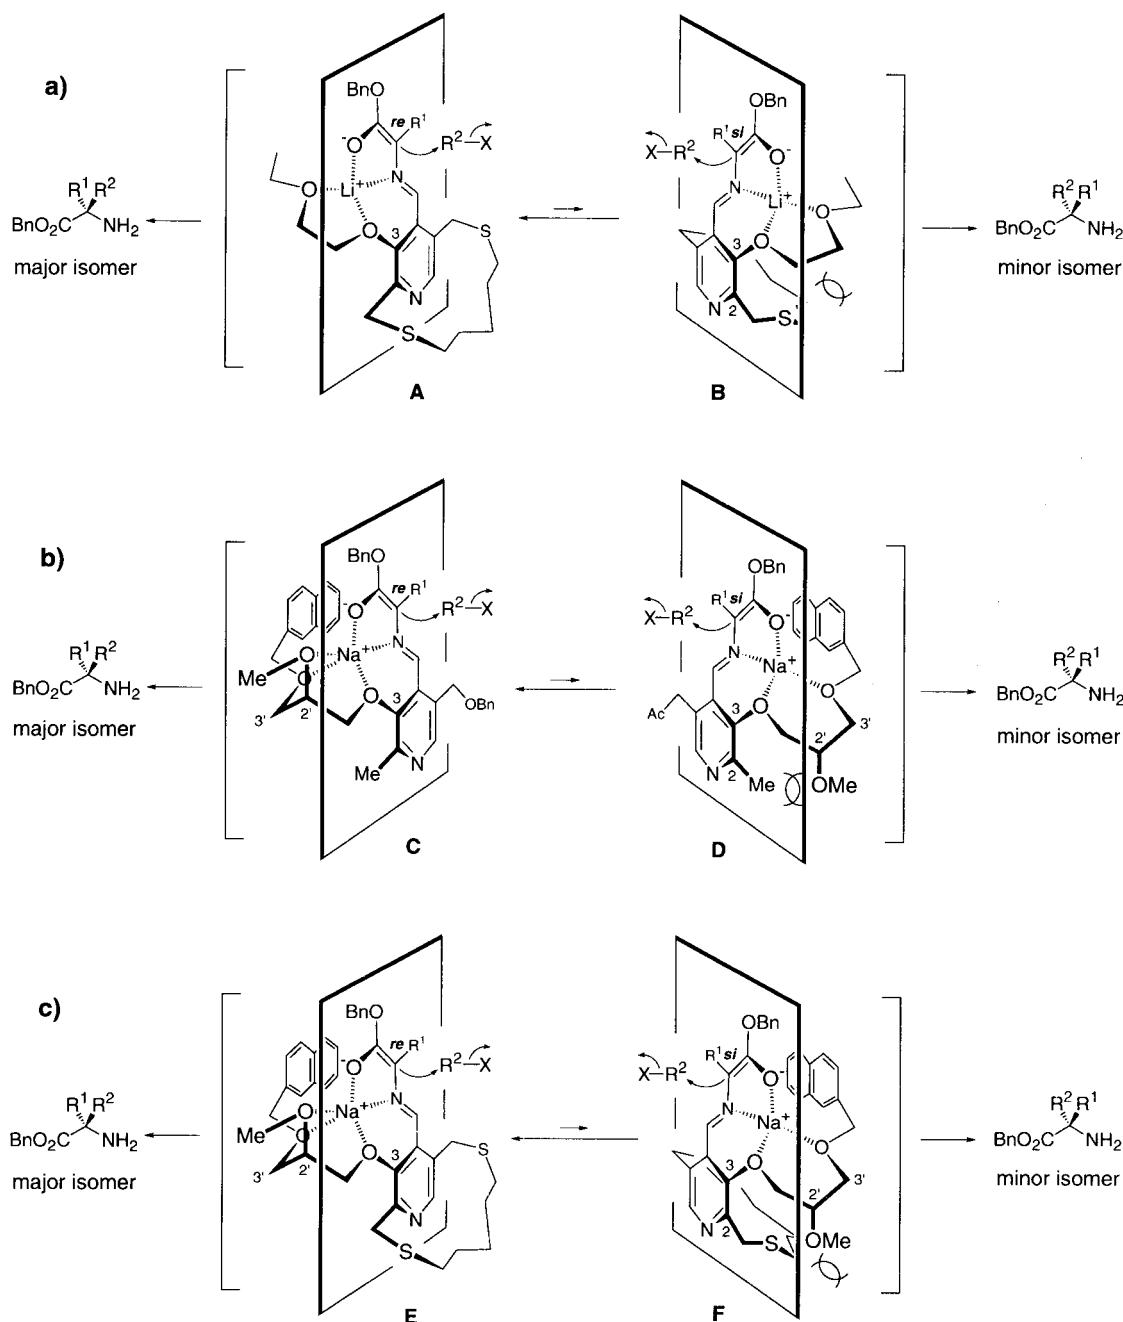 a)
BnO
re
R¹
R²—X
-O
Li⁺
N
O
O
3
S
N
S
A
R¹ R²
BnO₂C NH₂
major isomer
OBn
R¹ si
X—R²
O-
N
Li⁺
O
3
O
N
2
S
B
R² R¹
BnO₂C NH₂
minor isomer
b)
BnO
re
R¹
R²—X
-O
O
Na⁺
N
Me
O
O
3
OBn
3'
2'
Me
N
C
R¹ R²
BnO₂C NH₂
major isomer
OBn
R¹ si
X—R²
O-
N
Na⁺
O
Ac
3
O
3'
2'
N
2
Me
OMe
D
R² R¹
BnO₂C NH₂
minor isomer
c)
BnO
re
R¹
R²—X
-O
O
Na⁺
N
Me
O
O
3
S
3'
2'
N
S
E
R¹ R²
BnO₂C NH₂
major isomer
OBn
R¹ si
X—R²
O-
N
Na⁺
O
3
O
3'
2'
N
2
S
OMe
F
R² R¹
BnO₂C NH₂
minor isomer